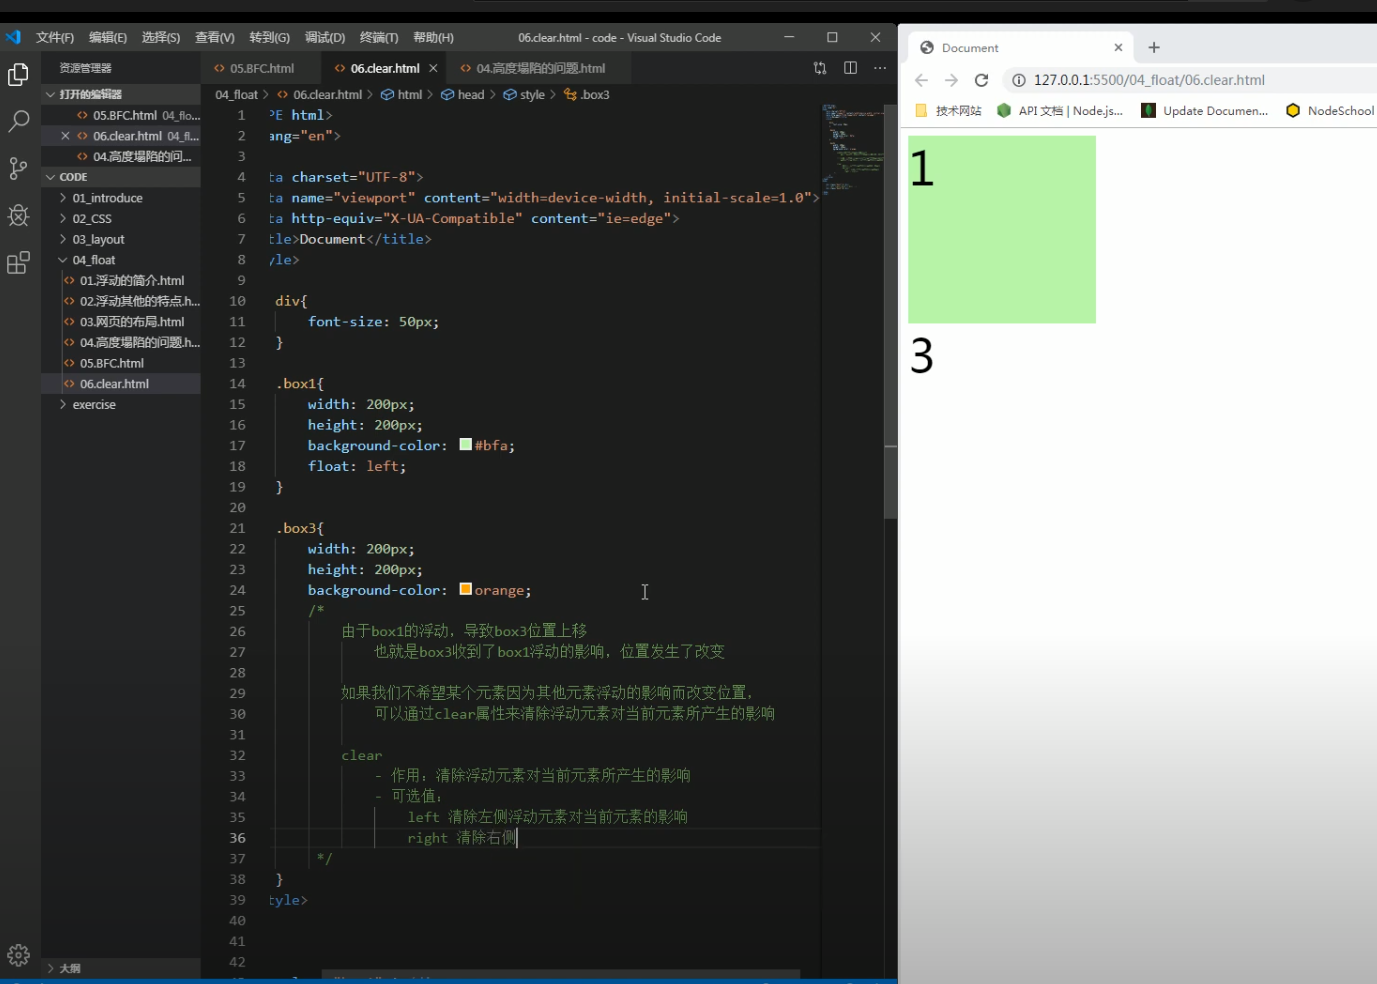 文件(F) 编辑(E) 选择(S) 查看(V) 转到(G) 调试(D) 终端(T) 帮助(H) 06.clear.html - code - Visual Studio Code
资源管理器
打开的编辑器
05.BFC.html 04_flo...
06.clear.html 04_fl...
04.高度塌陷的问...
CODE
01_introduce
02_CSS
03_layout
04_float
01.浮动的简介.html
02.浮动其他的特点.h...
03.网页的布局.html
04.高度塌陷的问题.h...
05.BFC.html
06.clear.html
exercise
大纲
05.BFC.html 06.clear.html 04.高度塌陷的问题.html
04_float > 06.clear.html > html > head > style > .box3
1 PE html>
2 ang="en">
3
4 ta charset="UTF-8">
5 ta name="viewport" content="width=device-width, initial-scale=1.0">
6 ta http-equiv="X-UA-Compatible" content="ie=edge">
7 tle>Document</title>
8 yle>
9
10 div{
11 font-size: 50px;
12 }
13
14 .box1{
15 width: 200px;
16 height: 200px;
17 background-color: #bfa;
18 float: left;
19 }
20
21 .box3{
22 width: 200px;
23 height: 200px;
24 background-color: orange;
25 /*
26 由于box1的浮动，导致box3位置上移
27 也就是box3收到了box1浮动的影响，位置发生了改变
28
29 如果我们不希望某个元素因为其他元素浮动的影响而改变位置，
30 可以通过clear属性来清除浮动元素对当前元素所产生的影响
31
32 clear
33 - 作用：清除浮动元素对当前元素所产生的影响
34 - 可选值：
35 left 清除左侧浮动元素对当前元素的影响
36 right 清除右侧
37 */
38 }
39 tyle>
40
41
42
Document
127.0.0.1:5500/04_float/06.clear.html
技术网站 API 文档 | Node.js... Update Documen... NodeSchool
1
3